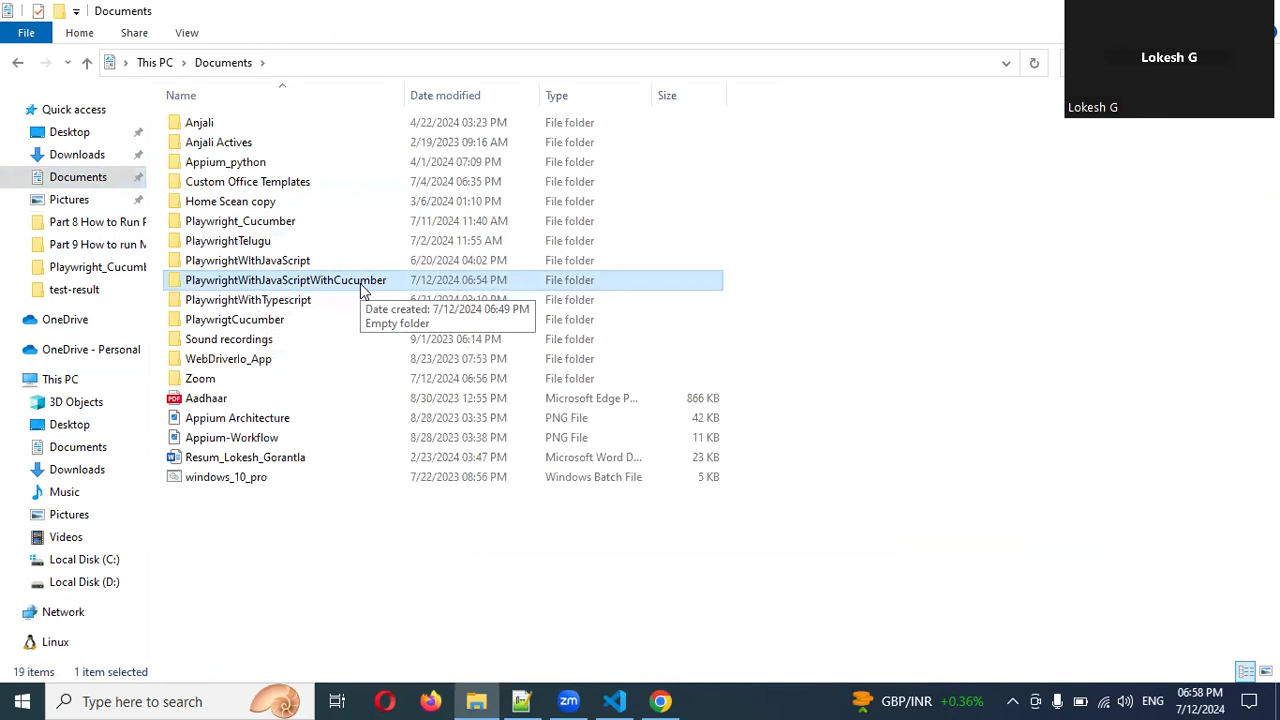 Documents
File
Home
Share
View
This PC
Documents
Lokesh G
Lokesh G
Name
Date modified
Type
Size
Quick access
Desktop
Downloads
Documents
Pictures
Part 8 How to Run P
Part 9 How to run M
Playwright_Cucumb
test-result
OneDrive
OneDrive - Personal
This PC
3D Objects
Desktop
Documents
Downloads
Music
Pictures
Videos
Local Disk (C:)
Local Disk (D:)
Network
Linux
Anjali 4/22/2024 03:23 PM File folder
Anjali Actives 2/19/2023 09:16 AM File folder
Appium_python 4/1/2024 07:09 PM File folder
Custom Office Templates 7/4/2024 06:35 PM File folder
Home Scean copy 3/6/2024 01:10 PM File folder
Playwright_Cucumber 7/11/2024 11:40 AM File folder
PlaywrightTelugu 7/2/2024 11:55 AM File folder
PlaywrightWIthJavaScript 6/20/2024 04:02 PM File folder
PlaywrightWithJavaScriptWithCucumber 7/12/2024 06:54 PM File folder
PlaywrightWithTypescript 6/21/2024 03:10 PM File folder
Date created: 7/12/2024 06:49 PM
Empty folder
PlaywrigtCucumber File folder
Sound recordings 9/1/2023 06:14 PM File folder
WebDriverIo_App 8/23/2023 07:53 PM File folder
Zoom 7/12/2024 06:56 PM File folder
Aadhaar 8/30/2023 12:55 PM Microsoft Edge P... 866 KB
Appium Architecture 8/28/2023 03:35 PM PNG File 42 KB
Appium-Workflow 8/28/2023 03:38 PM PNG File 11 KB
Resum_Lokesh_Gorantla 2/23/2024 03:47 PM Microsoft Word D... 23 KB
windows_10_pro 7/22/2023 08:56 PM Windows Batch File 5 KB
19 items 1 item selected
Type here to search
zm
GBP/INR +0.36%
ENG
06:58 PM
7/12/2024